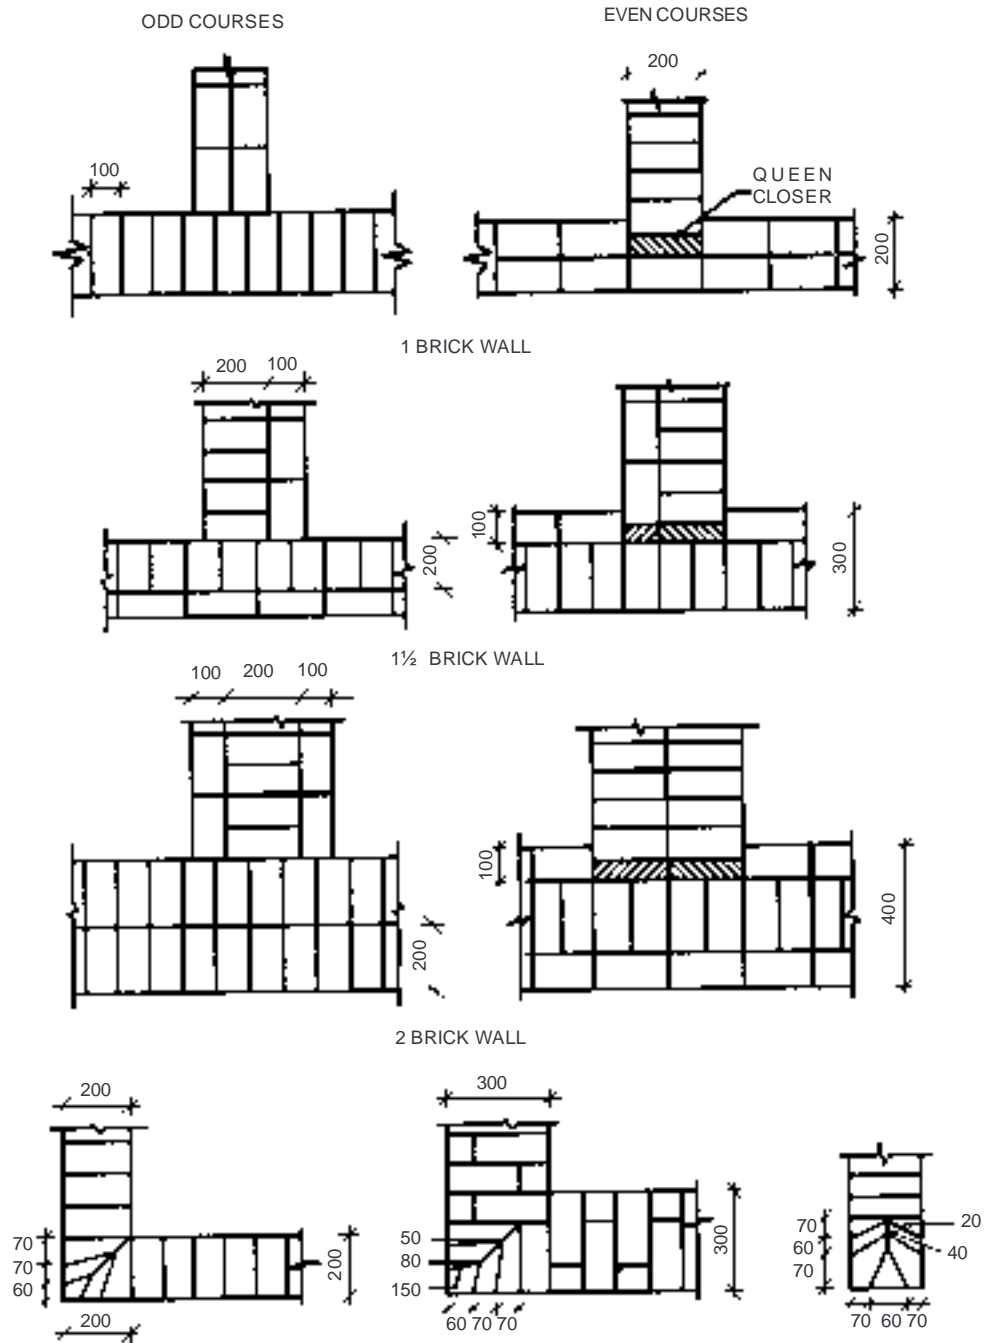 ODD COURSES
EVEN COURSES
200
100
QUEEN
CLOSER
200
1 BRICK WALL
200 100
100
200
300
1½ BRICK WALL
100 200 100
100
200
400
2 BRICK WALL
200
300
70
70
60
200
200
50
80
150
300
60 70 70
70
60
70
20
40
70 60 70